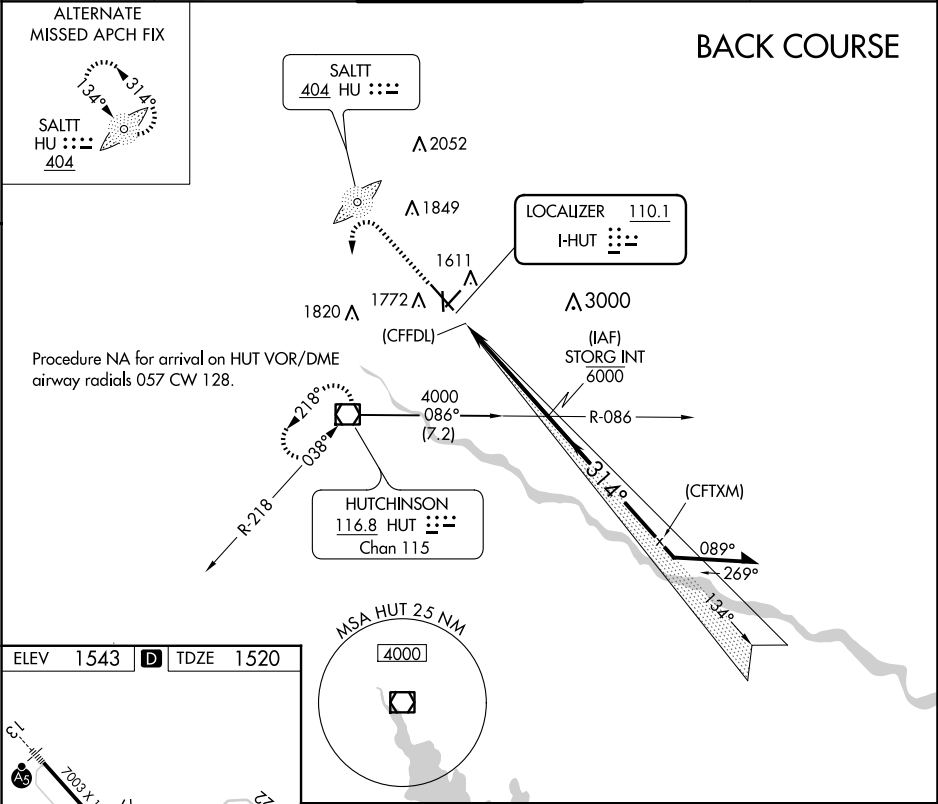 ALTERNATE
MISSED APCH FIX
134°
314°
SALTT
HU
404
BACK COURSE
SALTT
404 HU
2052
1849
LOCALIZER 110.1
I-HUT
1611
1772
1820
3000
(CFFDL)
(IAF)
STORG INT
6000
Procedure NA for arrival on HUT VOR/DME
airway radials 057 CW 128.
4000
086°
(7.2)
R-086
218°
038°
R-218
314°
(CFTXM)
HUTCHINSON
116.8 HUT
Chan 115
089°
269°
134°
MSA HUT 25 NM
4000
ELEV 1543 D TDZE 1520
13
A5
7003 X
22